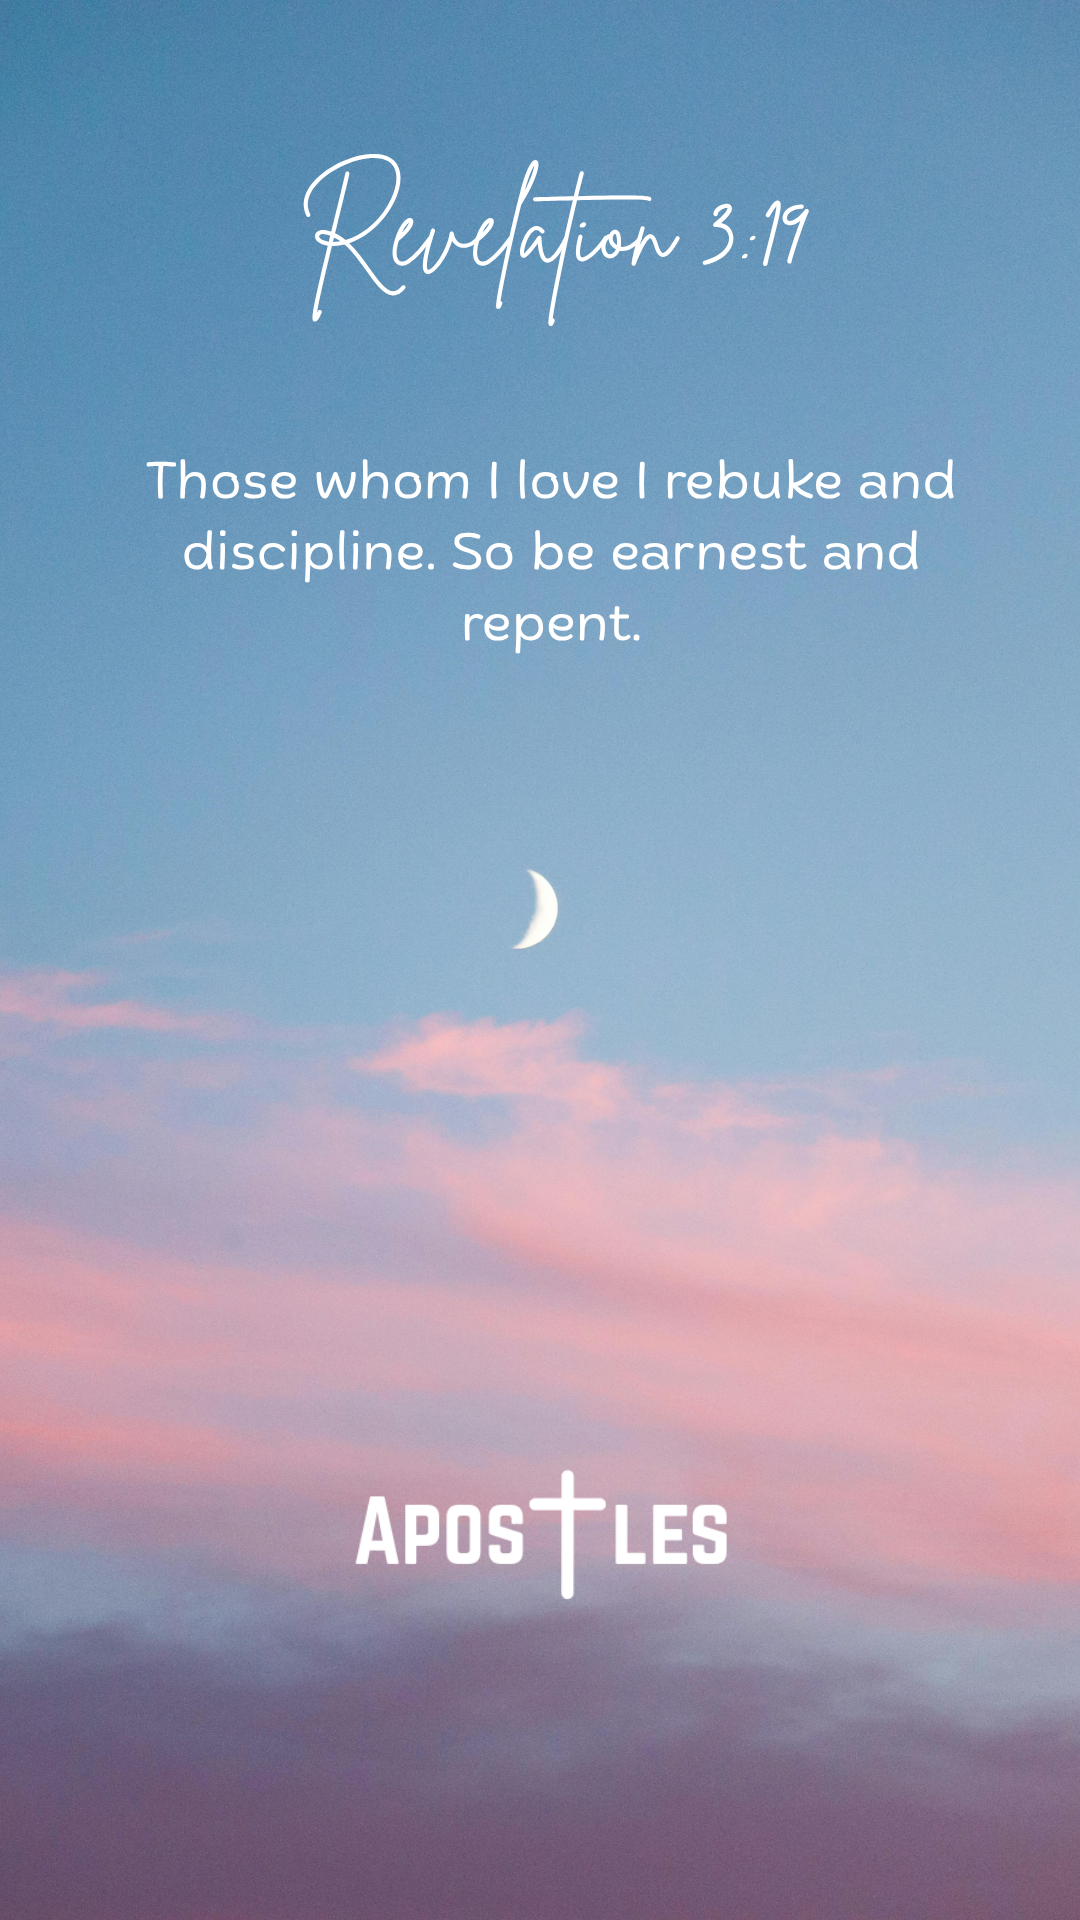 Revelation 3:19
Those whom I love I rebuke and
discipline. So be earnest and
repent.
APOSTLES